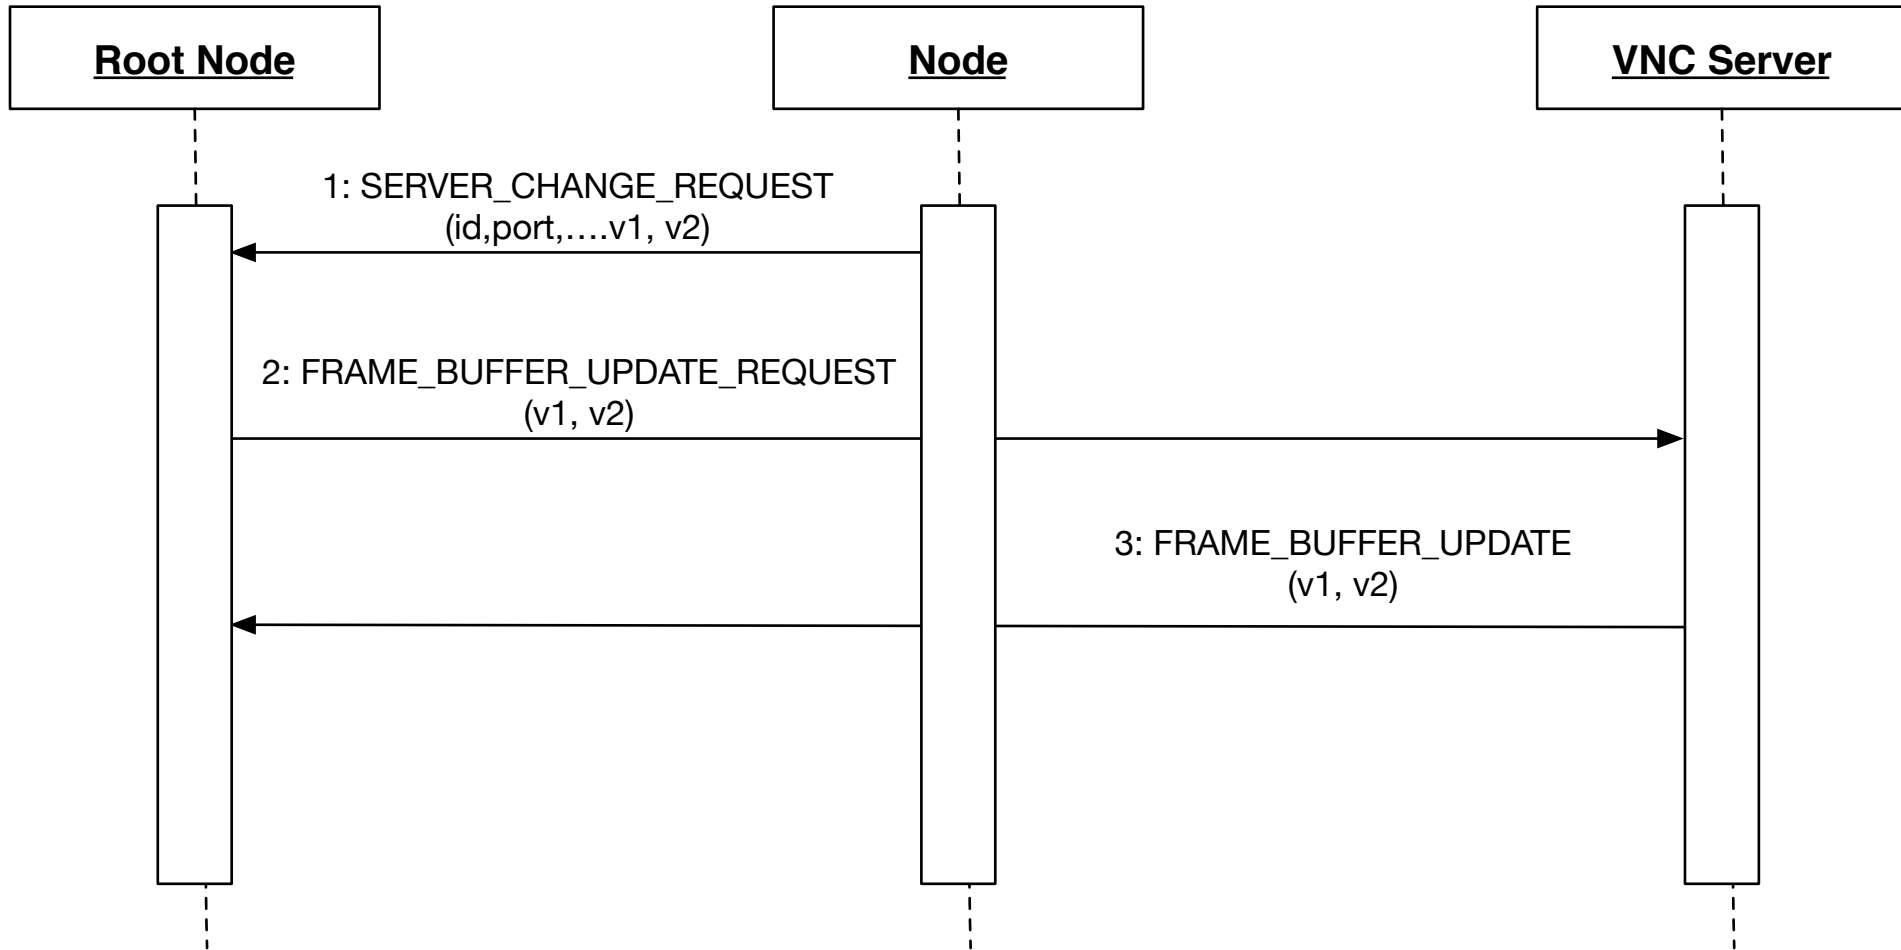 Root Node
Node
VNC Server
1: SERVER_CHANGE_REQUEST
(id,port,....v1, v2)
2: FRAME_BUFFER_UPDATE_REQUEST
(v1, v2)
3: FRAME_BUFFER_UPDATE
(v1, v2)